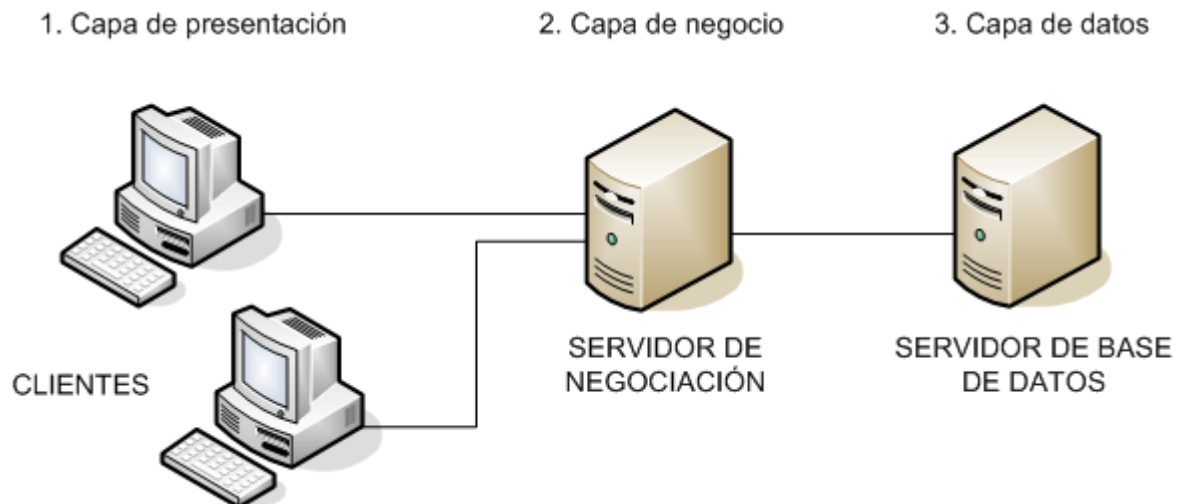 1. Capa de presentación
2. Capa de negocio
3. Capa de datos
CLIENTES
SERVIDOR DE
NEGOCIACIÓN
SERVIDOR DE BASE
DE DATOS